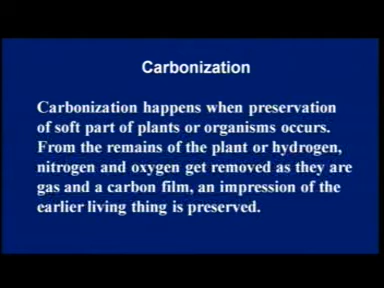 Carbonization
Carbonization happens when preservation
of soft part of plants or organisms occurs.
From the remains of the plant or hydrogen,
nitrogen and oxygen get removed as they are
gas and a carbon film, an impression of the
earlier living thing is preserved.